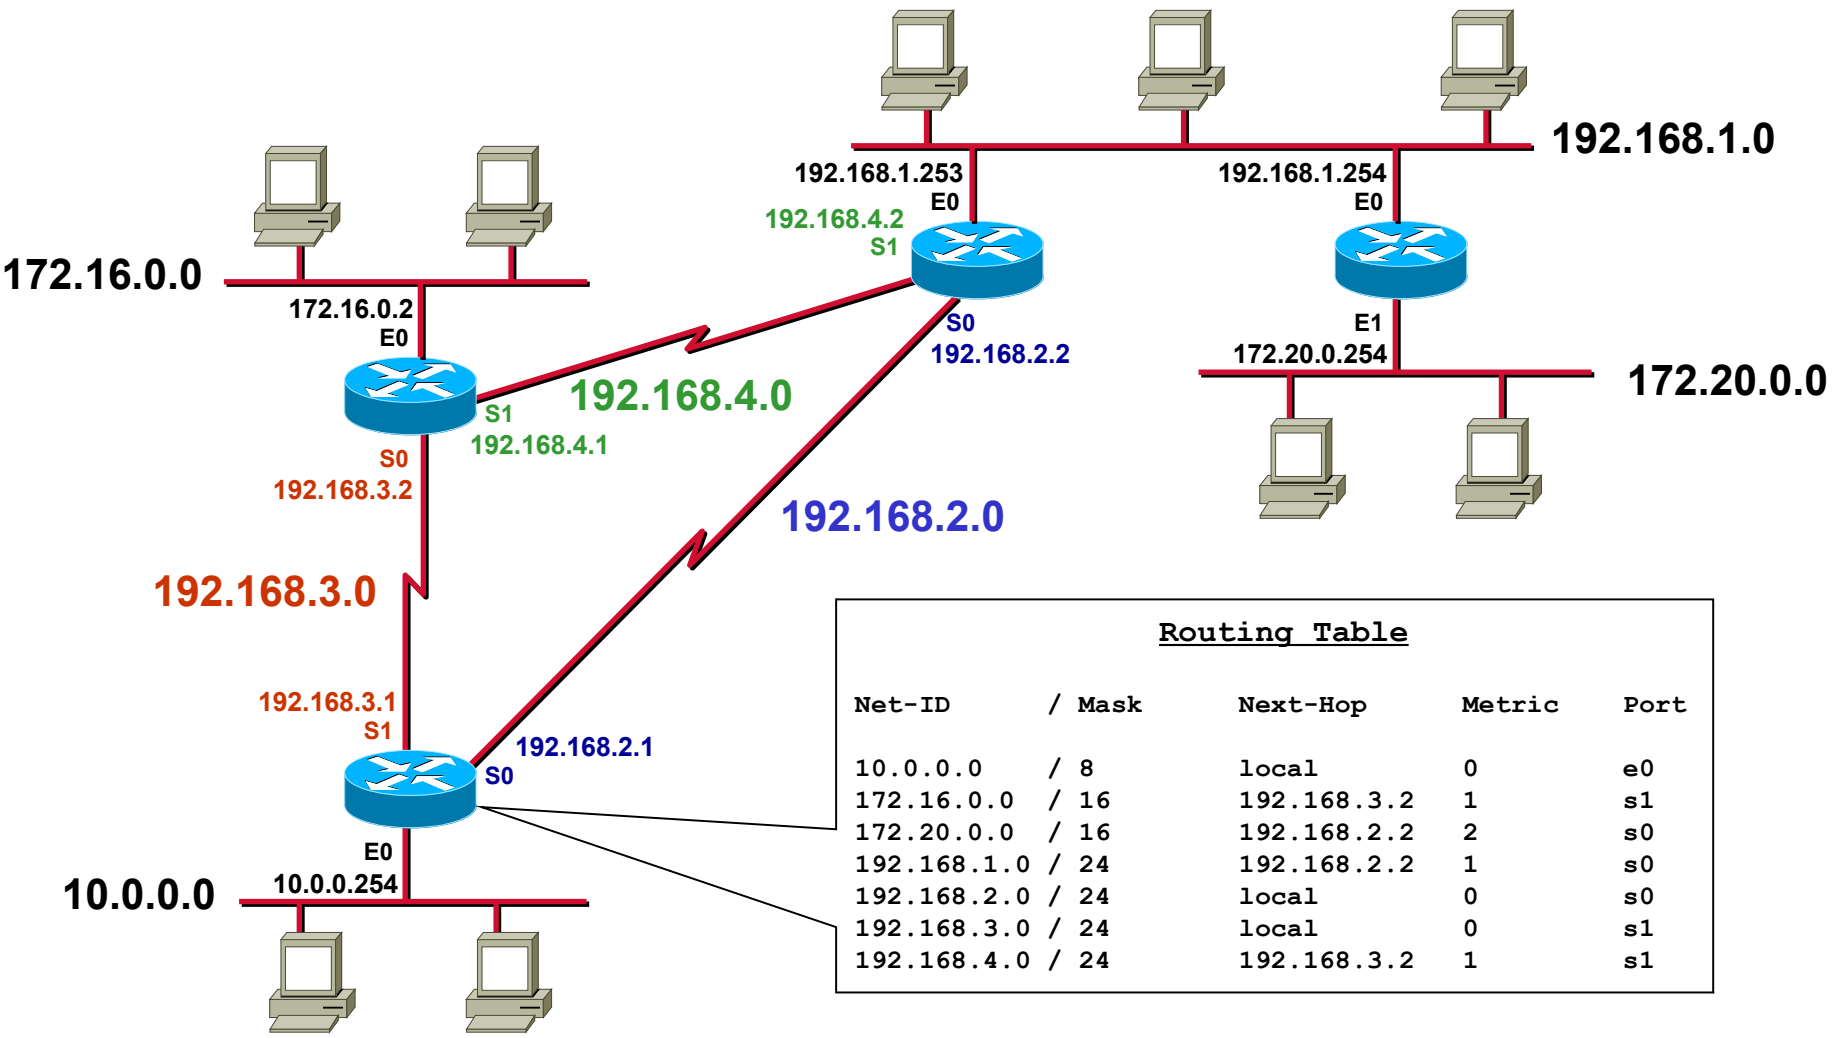 192.168.1.0
192.168.1.253
E0
192.168.1.254
E0
192.168.4.2
S1
172.16.0.0
172.16.0.2
E0
S0
192.168.2.2
E1
172.20.0.254
172.20.0.0
192.168.4.0
S1
192.168.4.1
S0
192.168.3.2
192.168.2.0
192.168.3.0
192.168.3.1
S1
192.168.2.1
S0
E0
10.0.0.254
10.0.0.0
Routing Table
Net-ID / Mask Next-Hop Metric Port
10.0.0.0 / 8 local 0 e0
172.16.0.0 / 16 192.168.3.2 1 s1
172.20.0.0 / 16 192.168.2.2 2 s0
192.168.1.0 / 24 192.168.2.2 1 s0
192.168.2.0 / 24 local 0 s0
192.168.3.0 / 24 local 0 s1
192.168.4.0 / 24 192.168.3.2 1 s1